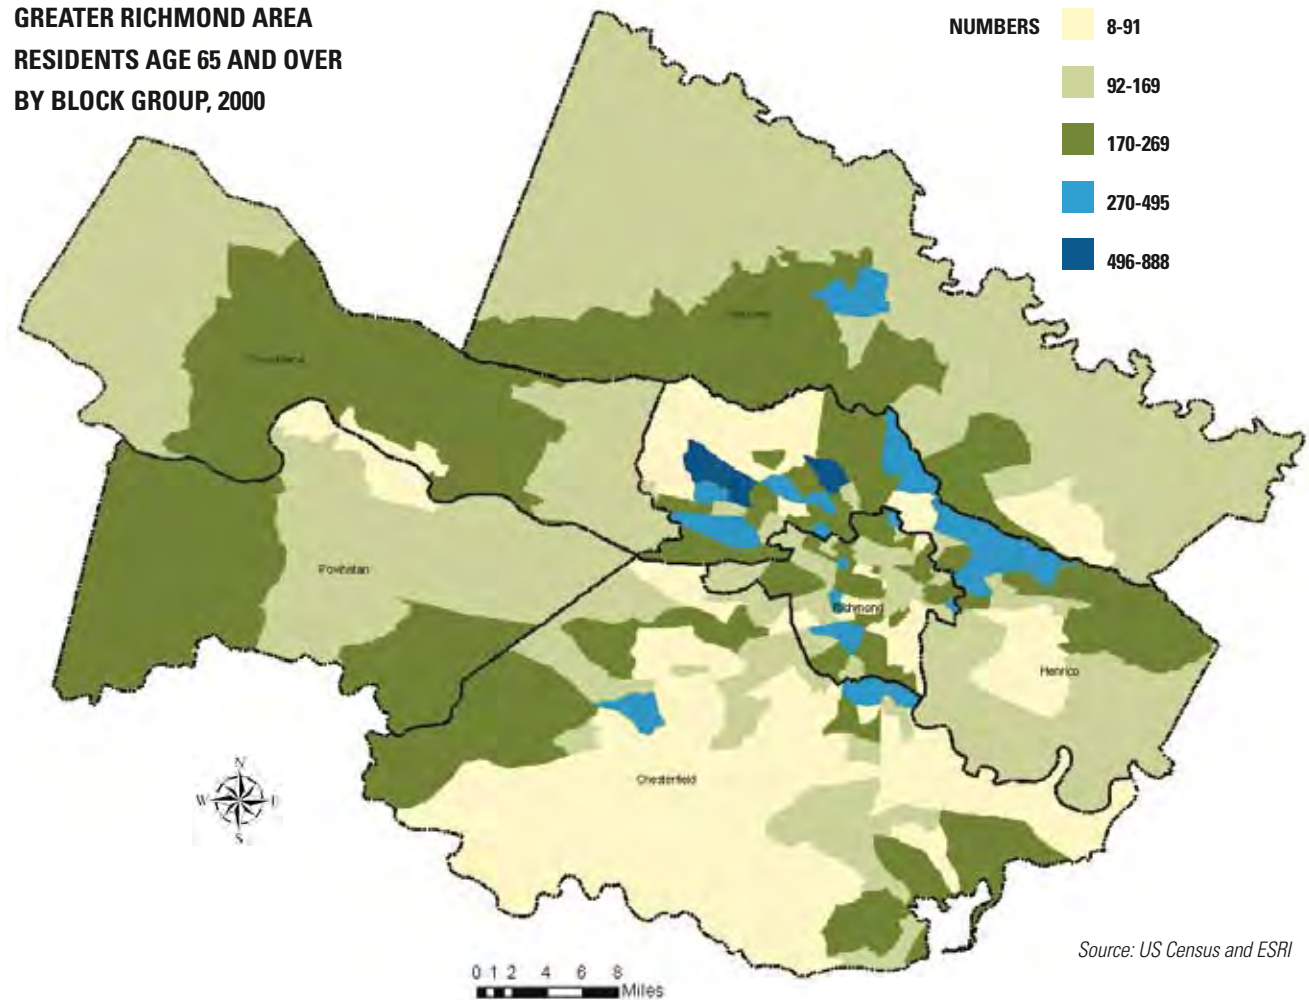 GREATER RICHMOND AREA
RESIDENTS AGE 65 AND OVER
BY BLOCK GROUP, 2000
NUMBERS
8-91
92-169
170-269
270-495
496-888
Powhatan
Richmond
Henrico
Chesterfield
N
W
E
S
0 1 2 4 6 8
Miles
Source: US Census and ESRI